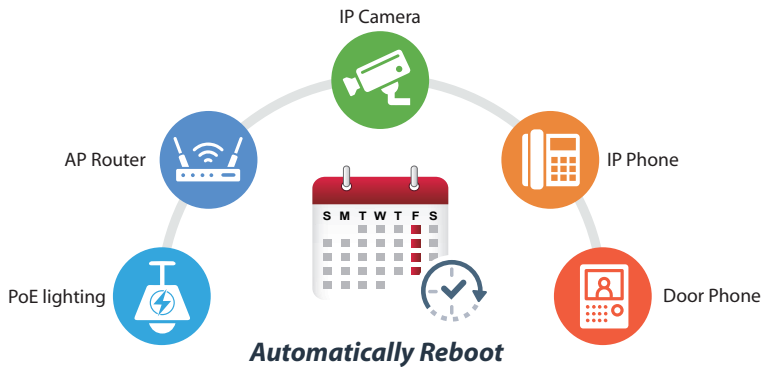 IP Camera
AP Router
IP Phone
S M T W T F S
PoE lighting
Door Phone
Automatically Reboot